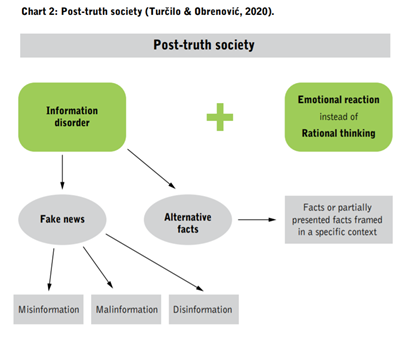 Chart 2: Post-truth society (Turčilo & Obrenović, 2020).
Post-truth society
Information
disorder
+
Emotional reaction
instead of
Rational thinking
Fake news
Alternative
facts
Facts or partially
presented facts framed
in a specific context
Misinformation
Malinformation
Disinformation